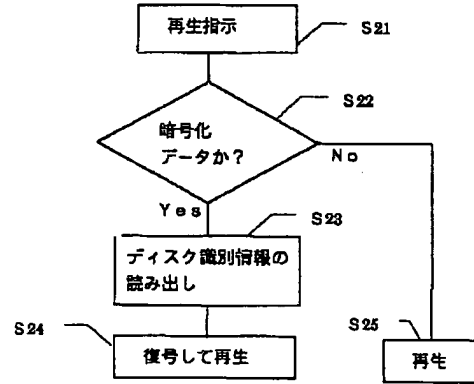 再生指示
S21
S22
暗号化
データか？
No
Yes
S23
ディスク識別情報の
読み出し
S24
復号して再生
S25
再生